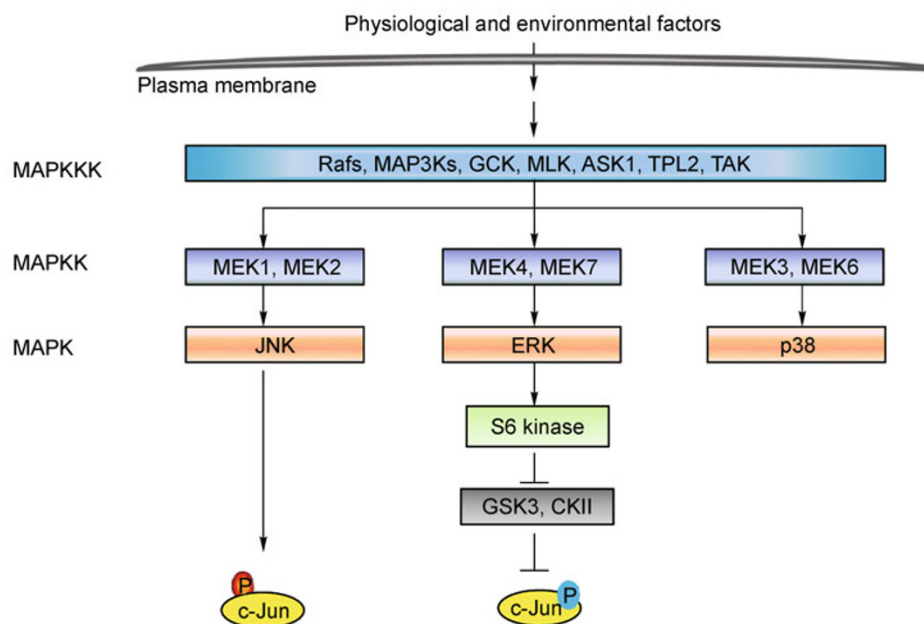 Physiological and environmental factors
Plasma membrane
MAPKKK
Rafs, MAP3Ks, GCK, MLK, ASK1, TPL2, TAK
MAPKK
MEK1, MEK2
MEK4, MEK7
MEK3, MEK6
MAPK
JNK
ERK
p38
S6 kinase
GSK3, CKII
P
c-Jun
P
c-Jun